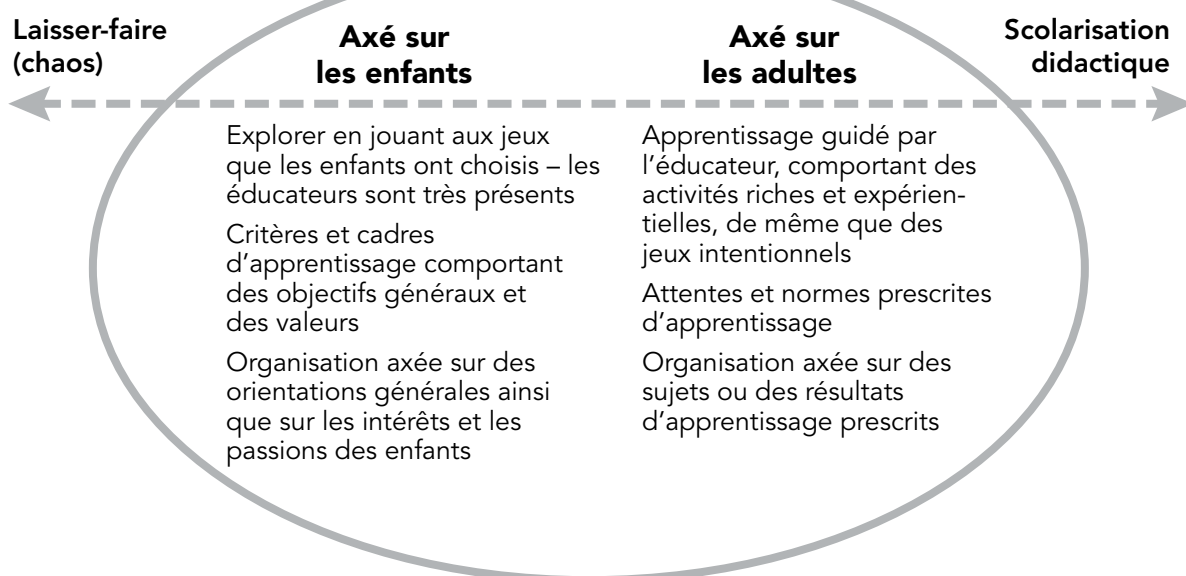 Laisser-faire
(chaos)
Axé sur
les enfants
Axé sur
les adultes
Scolarisation
didactique
Explorer en jouant aux jeux
que les enfants ont choisis – les
éducateurs sont très présents
Critères et cadres
d'apprentissage comportant
des objectifs généraux et
des valeurs
Organisation axée sur des
orientations générales ainsi
que sur les intérêts et les
passions des enfants
Apprentissage guidé par
l'éducateur, comportant des
activités riches et expérien-
tielles, de même que des
jeux intentionnels
Attentes et normes prescrites
d'apprentissage
Organisation axée sur des
sujets ou des résultats
d'apprentissage prescrits